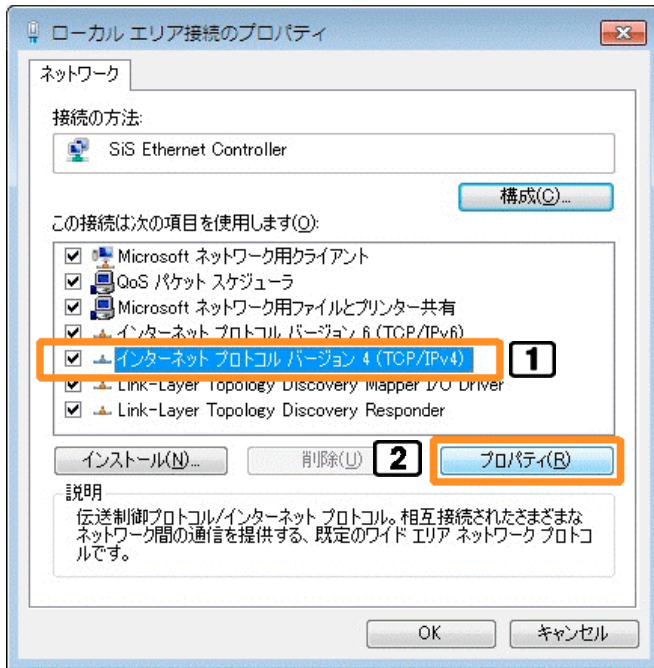 ローカル エリア接続のプロパティ
ネットワーク
接続の方法:
SiS Ethernet Controller
構成(C)...
この接続は次の項目を使用します(O):
Microsoft ネットワーク用クライアント
QoS パケット スケジューラ
Microsoft ネットワーク用ファイルとプリンター共有
インターネット プロトコル バージョン 6 (TCP/IPv6)
インターネット プロトコル バージョン 4 (TCP/IPv4)
1
Link-Layer Topology Discovery Mapper I/O Driver
Link-Layer Topology Discovery Responder
インストール(N)...
削除(U)
2
プロパティ(R)
説明
伝送制御プロトコル/インターネット プロトコル。相互接続されたさまざまな
ネットワーク間の通信を提供する、既定のワイド エリア ネットワーク プロトコ
ルです。
OK
キャンセル